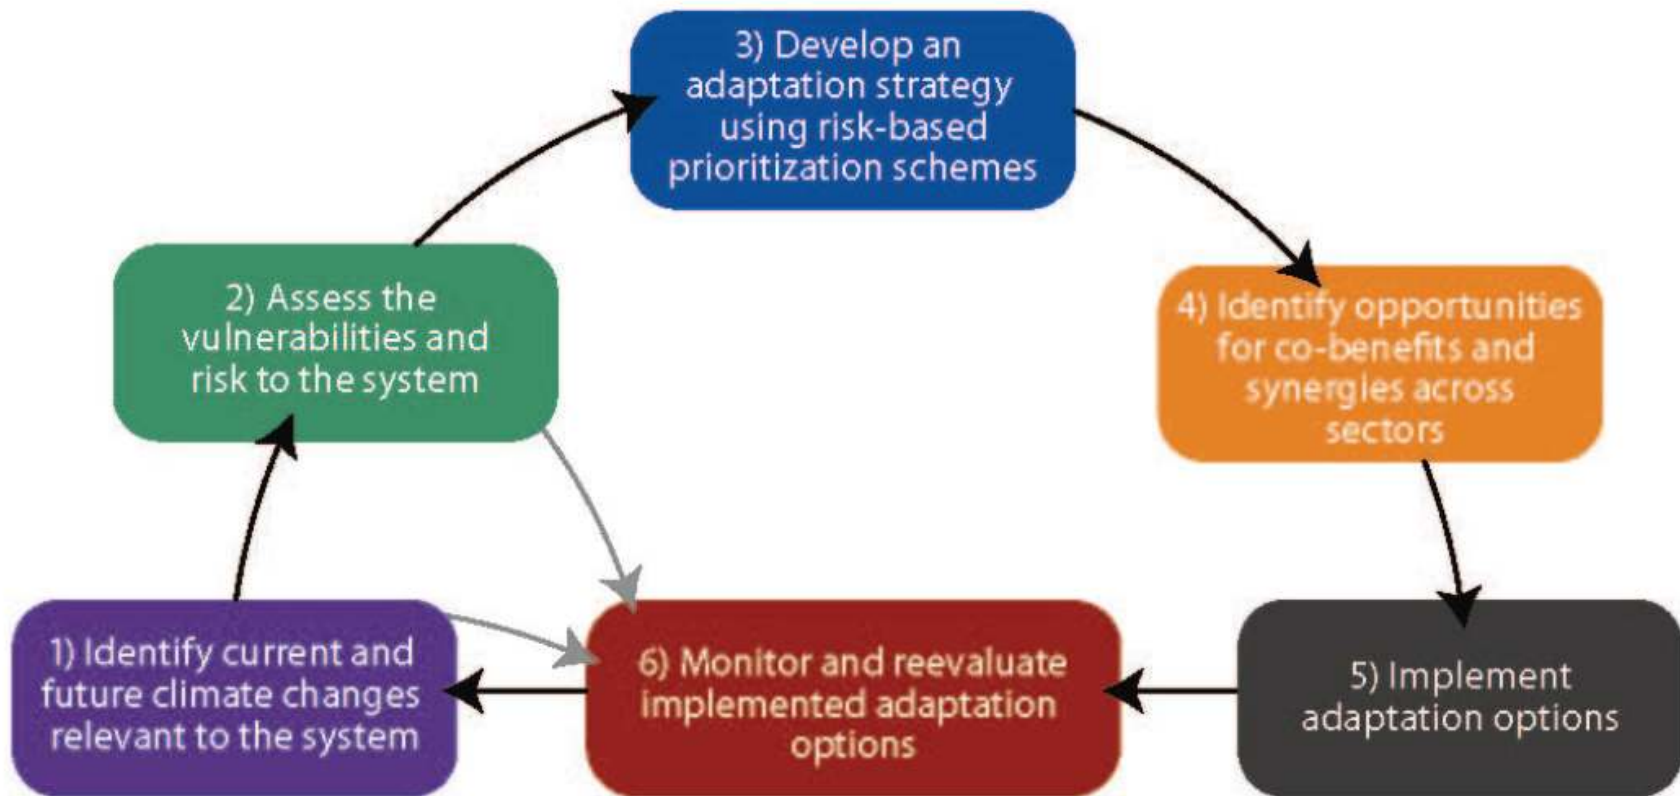 3) Develop an
adaptation strategy
using risk-based
prioritization schemes
2) Assess the
vulnerabilities and
risk to the system
4) Identify opportunities
for co-benefits and
synergies across
sectors
1) Identify current and
future climate changes
relevant to the system
6) Monitor and reevaluate
implemented adaptation
options
5) Implement
adaptation options